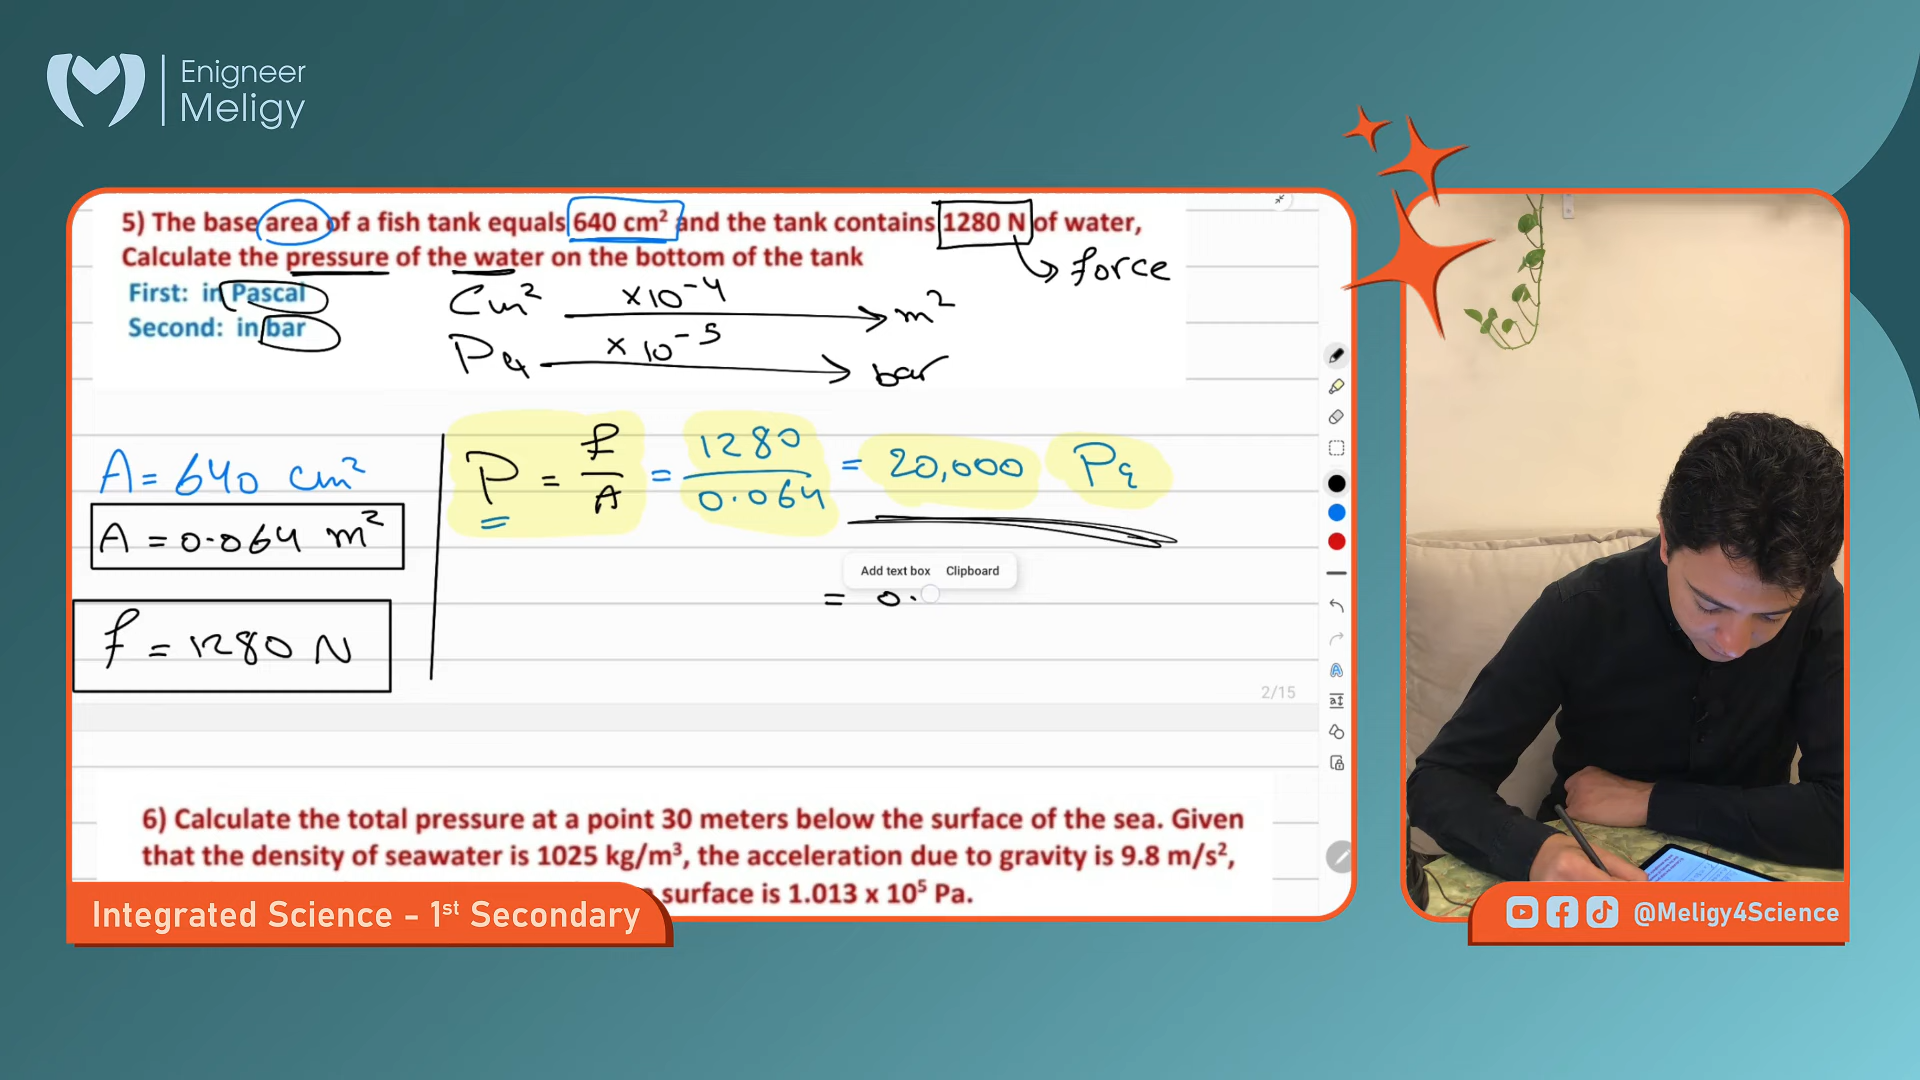 Enigneer
Meligy
5) The base area of a fish tank equals 640 cm² and the tank contains 1280 N of water,
Calculate the pressure of the water on the bottom of the tank
force
First: in Pascal
Second: in bar
cm² ×10⁻⁴ m²
Pa ×10⁻⁵ bar
A = 640 cm²
A = 0.064 m²
f = 1280 N
P = f/A = 1280/0.064 = 20,000 Pa
Add text box Clipboard
= 0.
2/15
6) Calculate the total pressure at a point 30 meters below the surface of the sea. Given
that the density of seawater is 1025 kg/m³, the acceleration due to gravity is 9.8 m/s²,
surface is 1.013 x 10⁵ Pa.
Integrated Science - 1st Secondary
@Meligy4Science